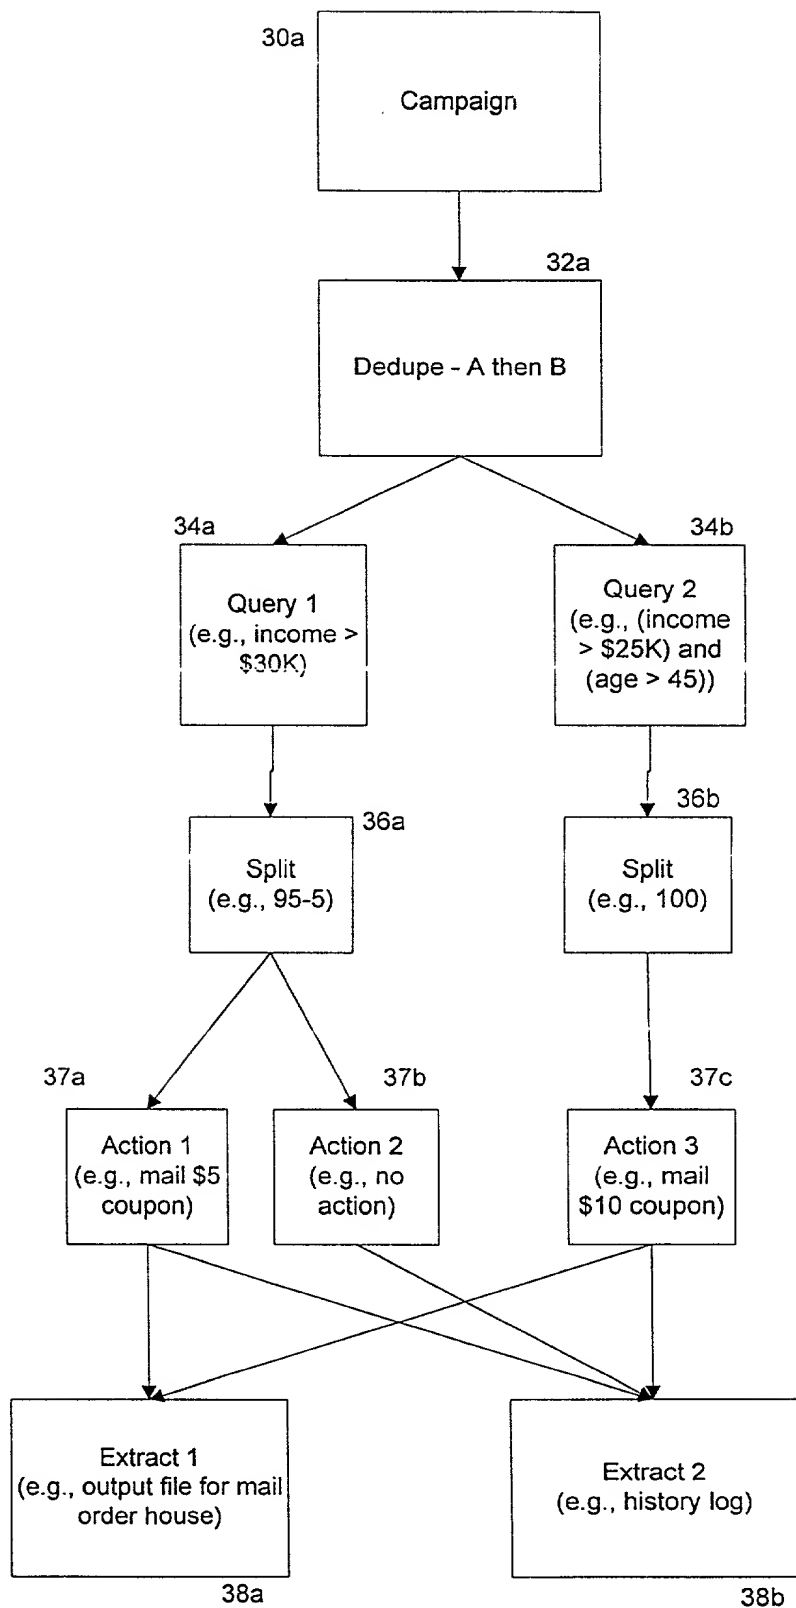 30a
Campaign
32a
Dedupe - A then B
34a
34b
Query 1
(e.g., income >
$30K)
Query 2
(e.g., (income
> $25K) and
(age > 45))
36a
36b
Split
(e.g., 95-5)
Split
(e.g., 100)
37a
37b
37c
Action 1
(e.g., mail $5
coupon)
Action 2
(e.g., no
action)
Action 3
(e.g., mail
$10 coupon)
Extract 1
(e.g., output file for mail
order house)
Extract 2
(e.g., history log)
38a
38b